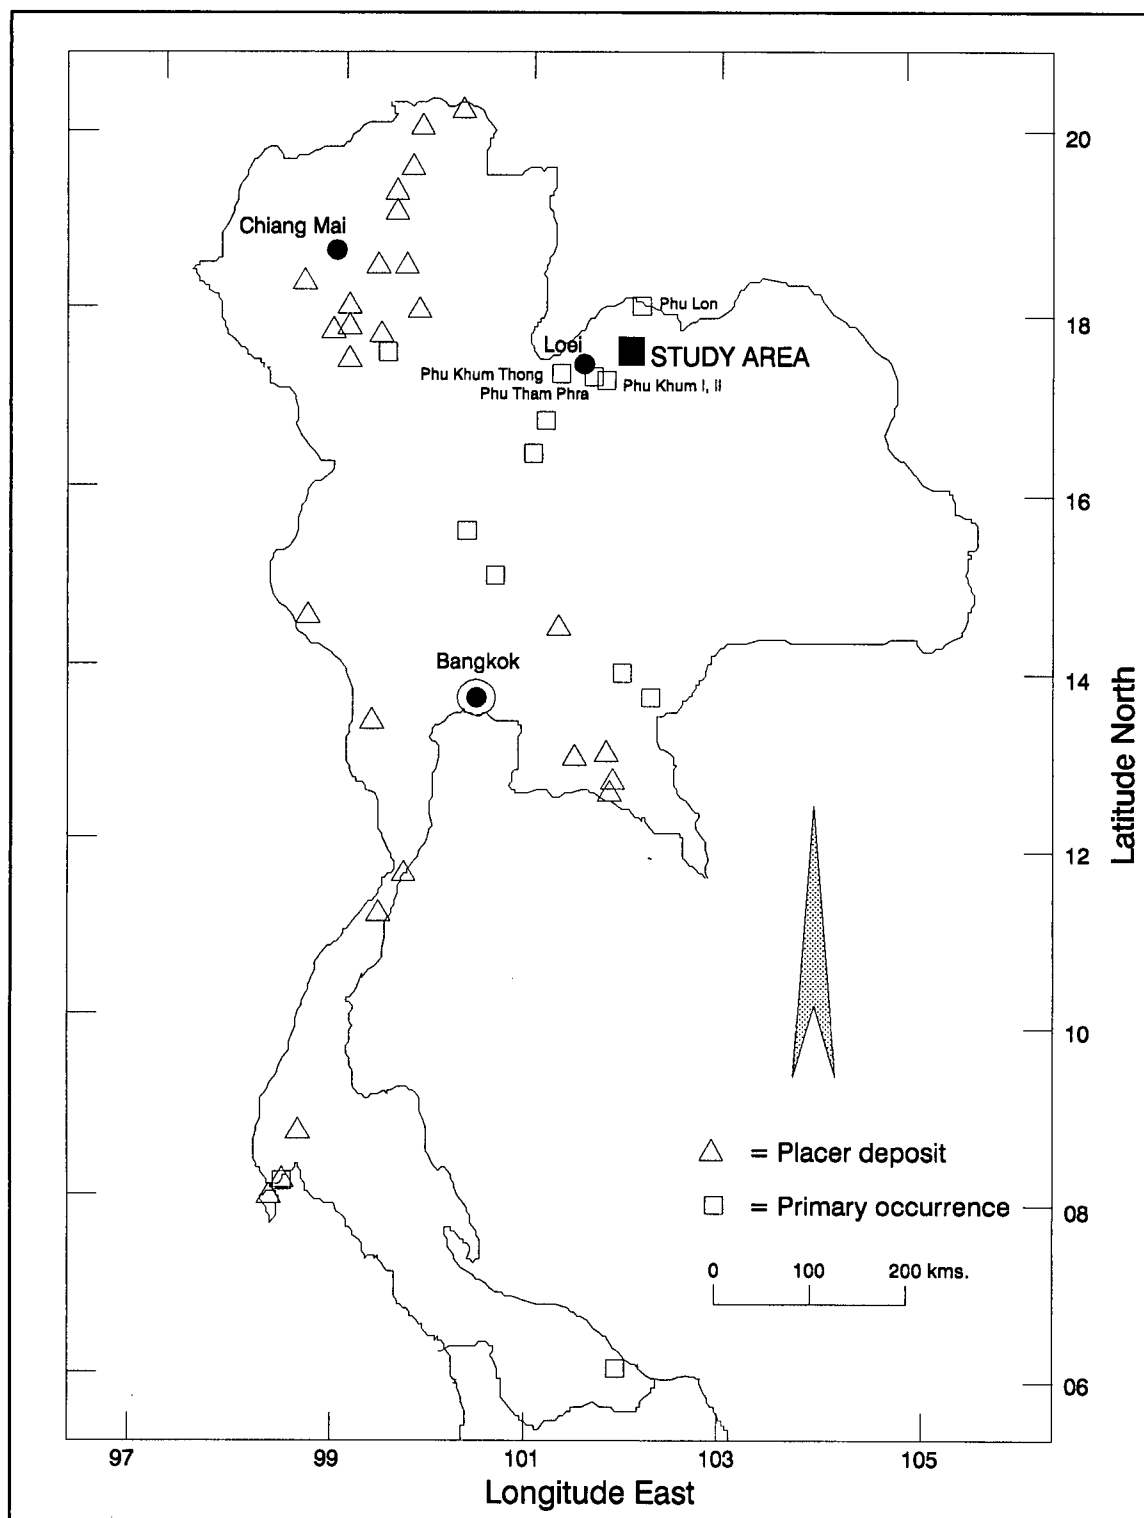 20
Chiang Mai
Phu Lon
18
Loei
STUDY AREA
Phu Khum Thong
Phu Khum I, II
Phu Tham Phra
16
14
Bangkok
Latitude North
12
10
= Placer deposit
= Primary occurrence
08
0 100 200 kms.
06
97 99 101 103 105
Longitude East